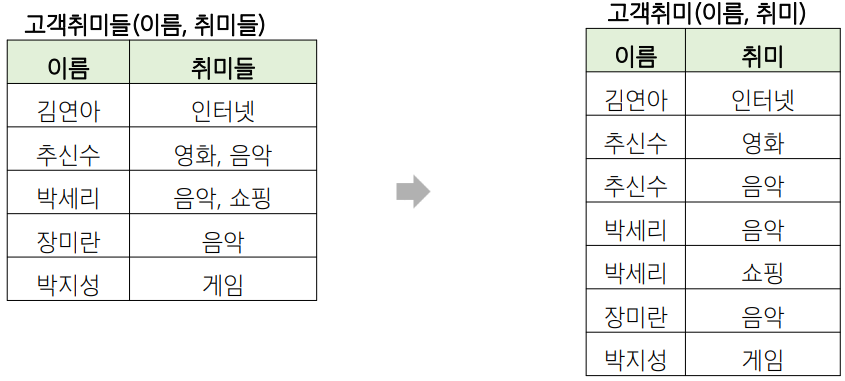 고객취미들(이름, 취미들)
이름 취미들
김연아 인터넷
추신수 영화, 음악
박세리 음악, 쇼핑
장미란 음악
박지성 게임
고객취미(이름, 취미)
이름 취미
김연아 인터넷
추신수 영화
추신수 음악
박세리 음악
박세리 쇼핑
장미란 음악
박지성 게임